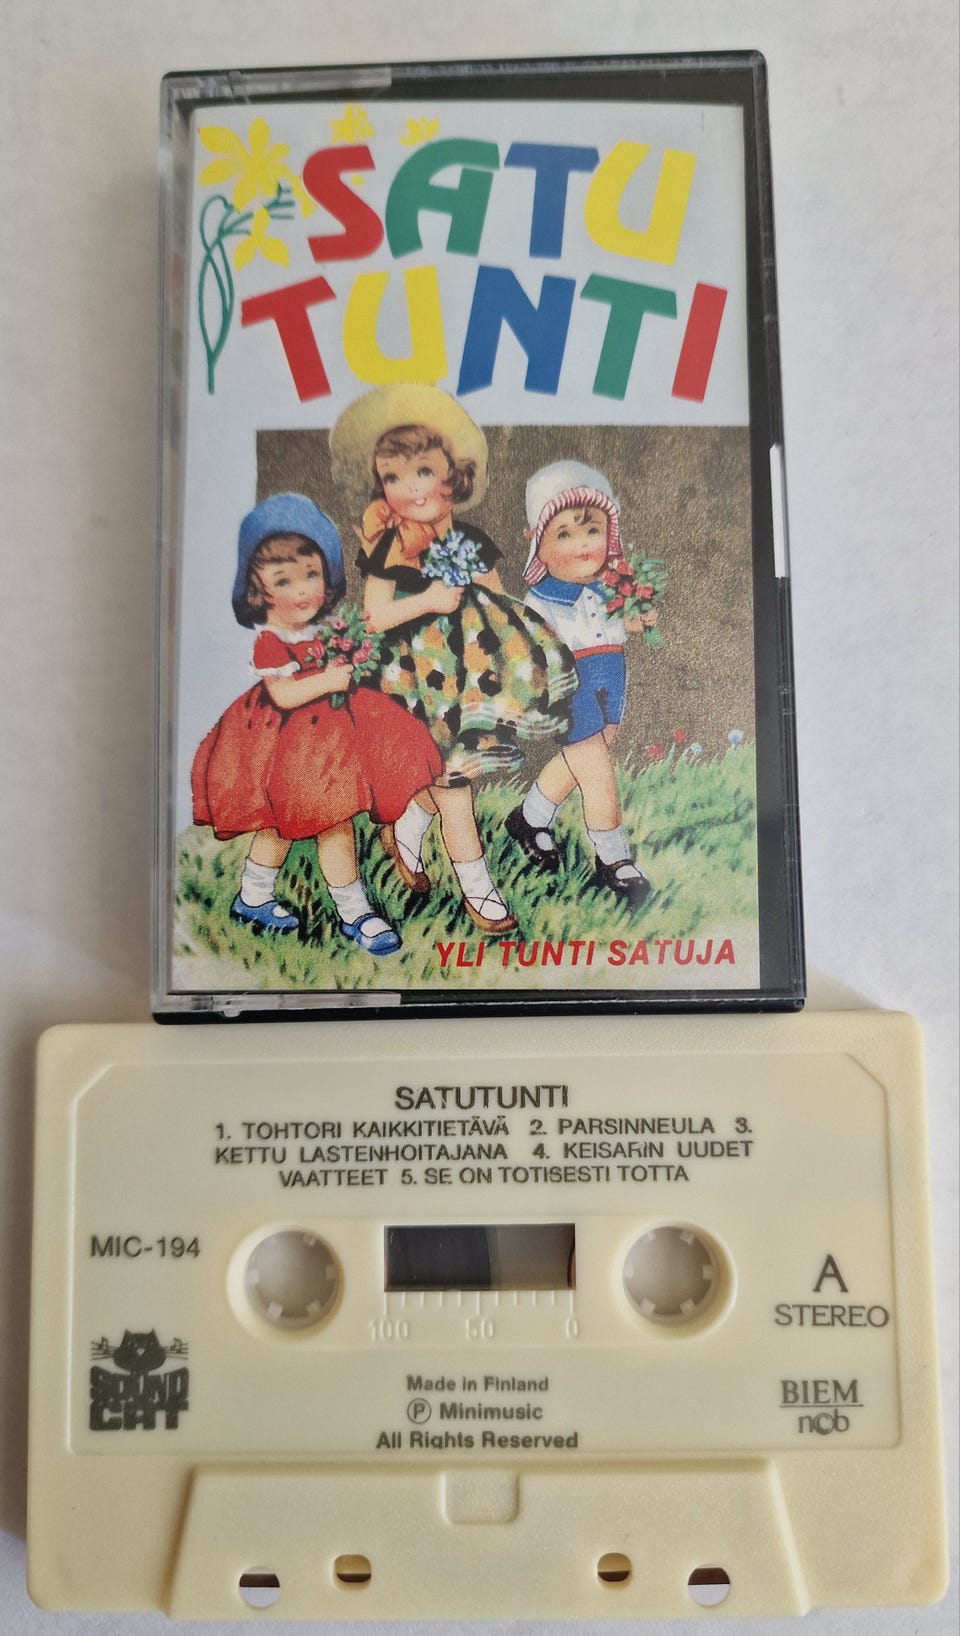 SATU
TUNTI
YLI TUNTI SATUJA
SATUTUNTI
1. TOHTORI KAIKKITIETÄVÄ 2. PARSINNEULA 3.
KETTU LASTENHOITAJANA 4. KEISARIN UUDET
VAATTEET 5. SE ON TOTISESTI TOTTA
MIC-194
A
STEREO
100 50 0
SOUND
CAT
Made in Finland
Ⓟ Minimusic
All Rights Reserved
BIEM
ncb